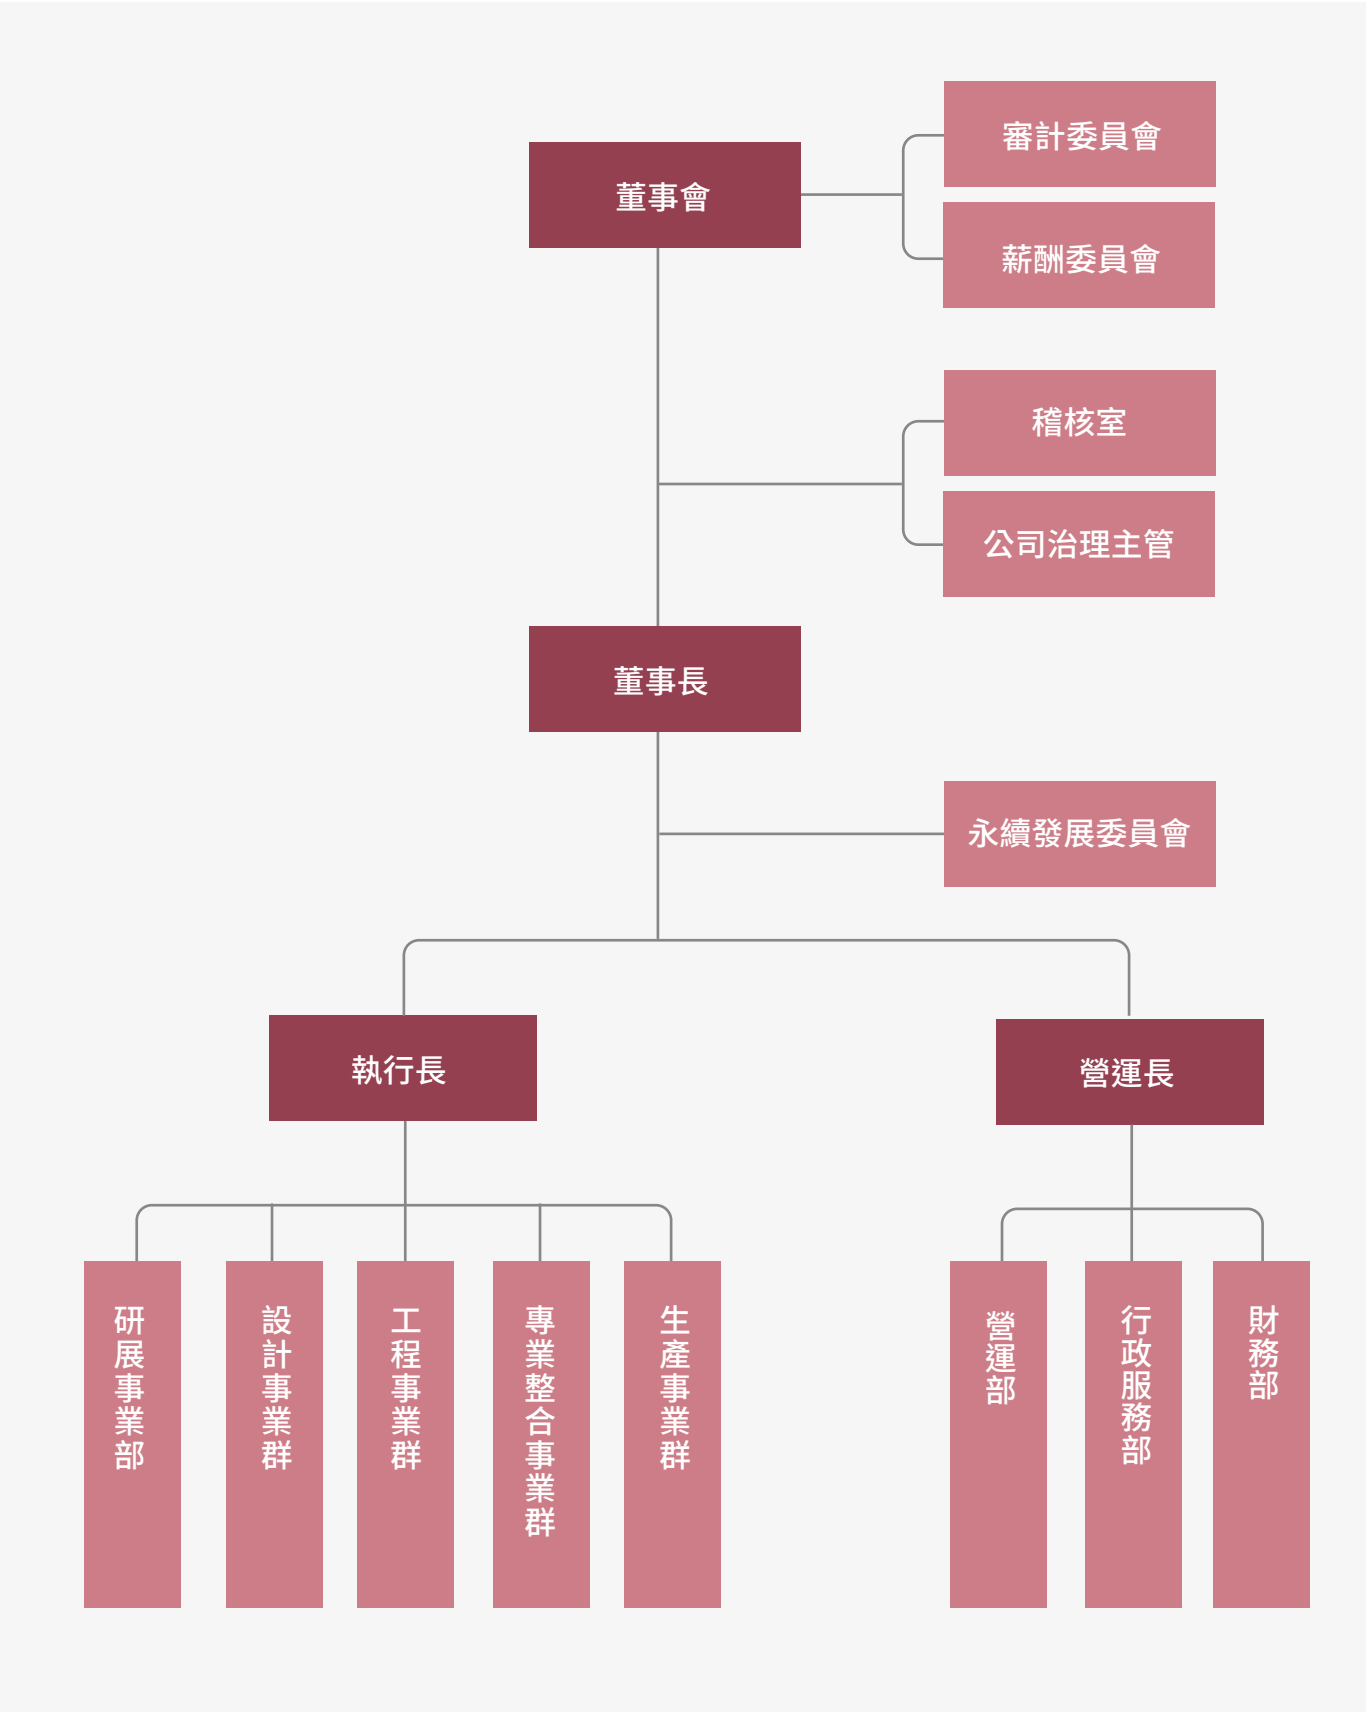 審計委員會
董事會
薪酬委員會
稽核室
公司治理主管
董事長
永續發展委員會
執行長
營運長
研展事業部
設計事業群
工程事業群
專業整合事業群
生產事業群
營運部
行政服務部
財務部